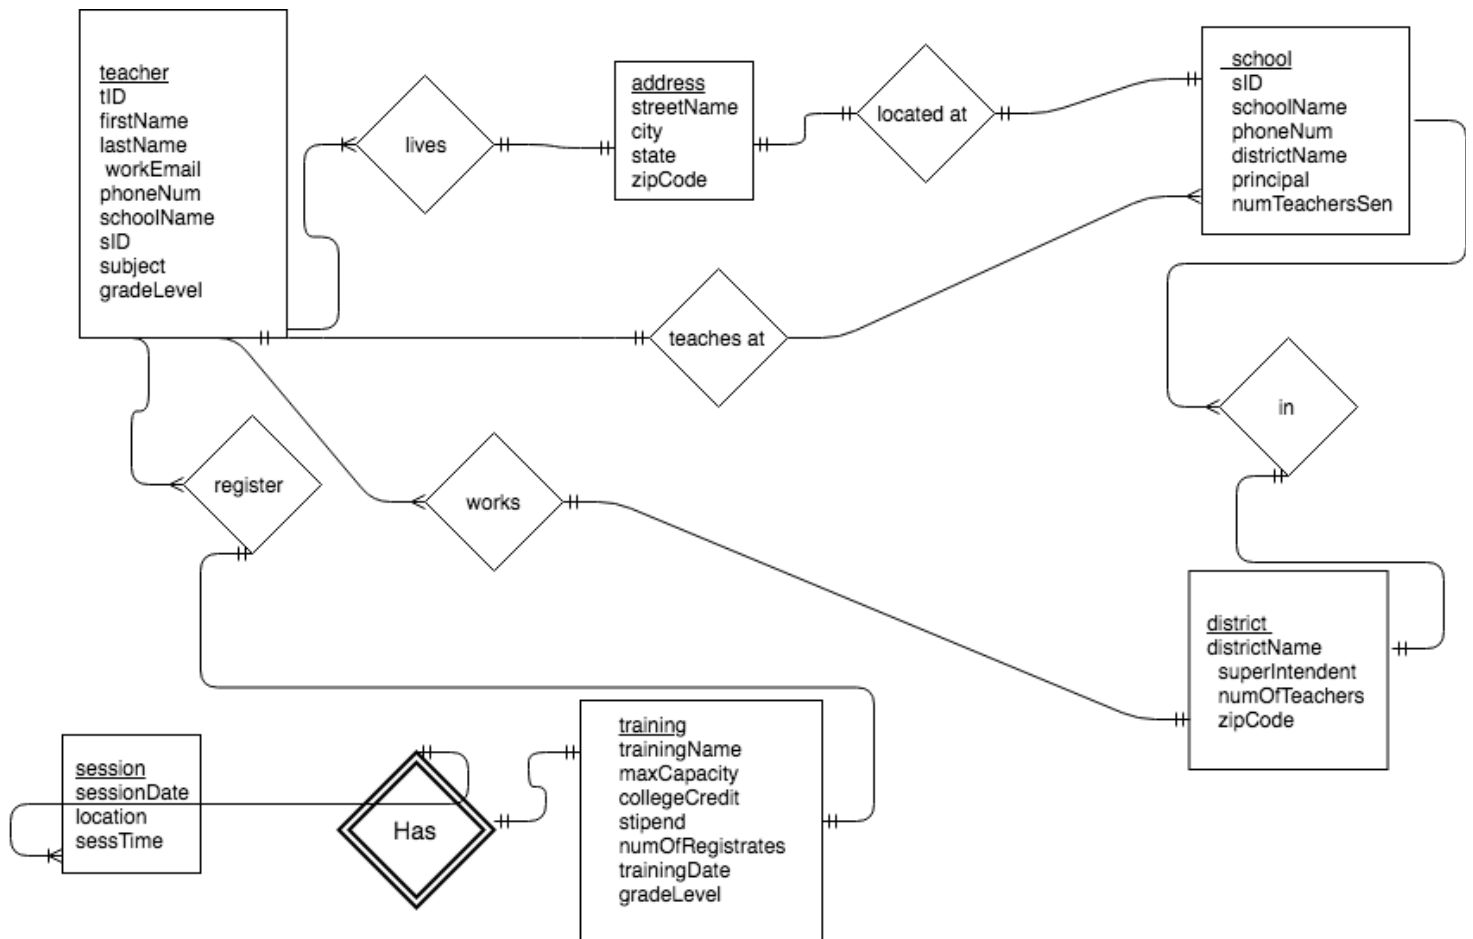 teacher
tID
firstName
lastName
workEmail
phoneNum
schoolName
sID
subject
gradeLevel
lives
address
streetName
city
state
zipCode
located at
school
sID
schoolName
phoneNum
districtName
principal
numTeachersSen
teaches at
in
register
works
district
districtName
superIntendent
numOfTeachers
zipCode
session
sessionDate
location
sessTime
Has
training
trainingName
maxCapacity
collegeCredit
stipend
numOfRegistrates
trainingDate
gradeLevel